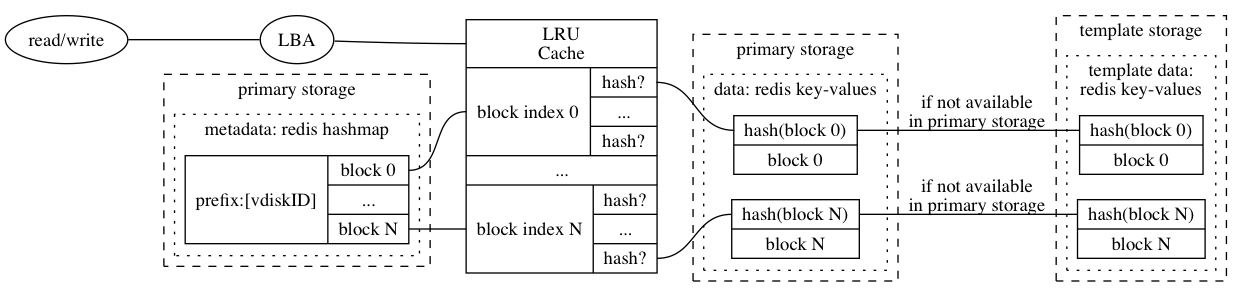 read/write
LBA
LRU
Cache
primary storage
metadata: redis hashmap
prefix:[vdiskID]
block 0
...
block N
block index 0
hash?
...
hash?
...
block index N
hash?
...
hash?
primary storage
data: redis key-values
hash(block 0)
block 0
hash(block N)
block N
if not available
in primary storage
if not available
in primary storage
template storage
template data:
redis key-values
hash(block 0)
block 0
hash(block N)
block N